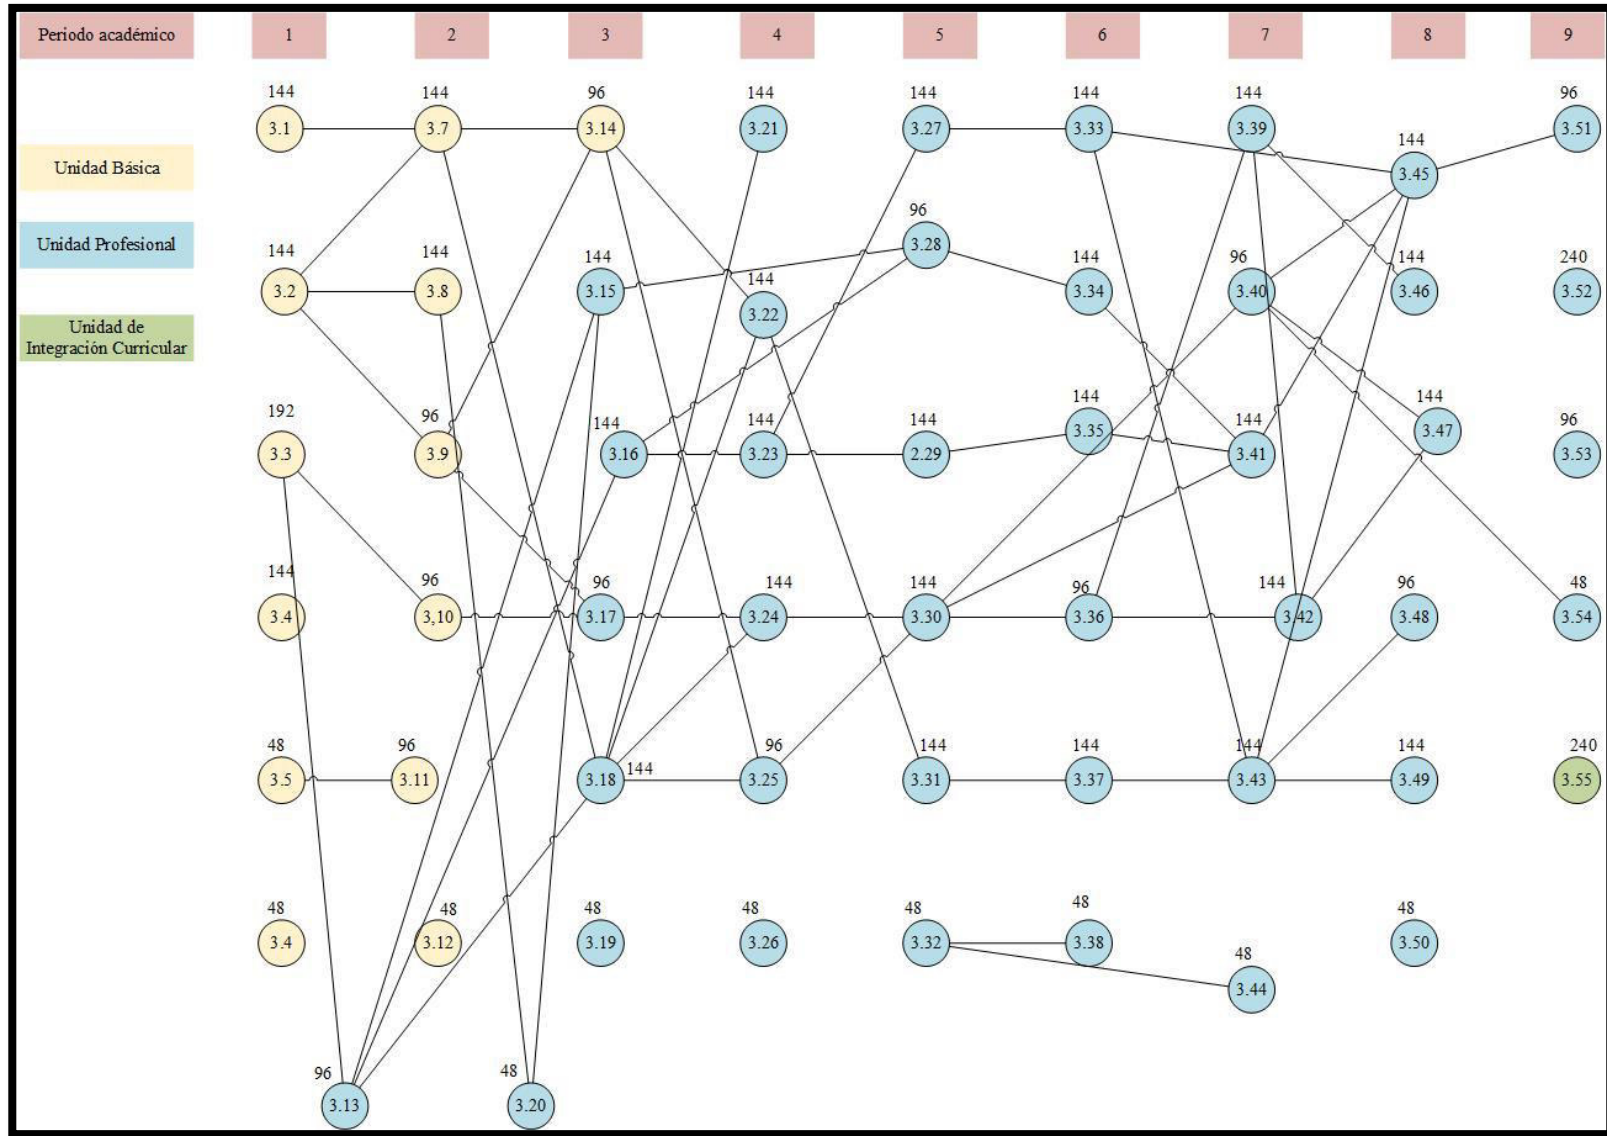 Periodo académico 1 2 3 4 5 6 7 8 9
144 144 96 144 144 144 144 96
3.1 3.7 3.14 3.21 3.27 3.33 3.39 3.51
144
3.45
Unidad Básica
96
3.28
Unidad Profesional
144 144 144 144 96 144 240
3.2 3.8 3.15 3.34 3.40 3.46 3.52
144
3.22
Unidad de
Integración Curricular
192 96 144 144 144 144 144 144 96
3.35 3.47
3.3 3.9 3.16 3.23 2.29 3.41 3.53
144 96 96 144 144 96 144 96 48
3.4 3,10 3.17 3.24 3.30 3.36 3.42 3.48 3.54
48 96 96 144 144 144 144 240
3.5 3.11 3.18 144 3.25 3.31 3.37 3.43 3.49 3.55
48 48 48 48 48 48 48
3.4 3.12 3.19 3.26 3.32 3.38 3.50
48
3.44
96 48
3.13 3.20